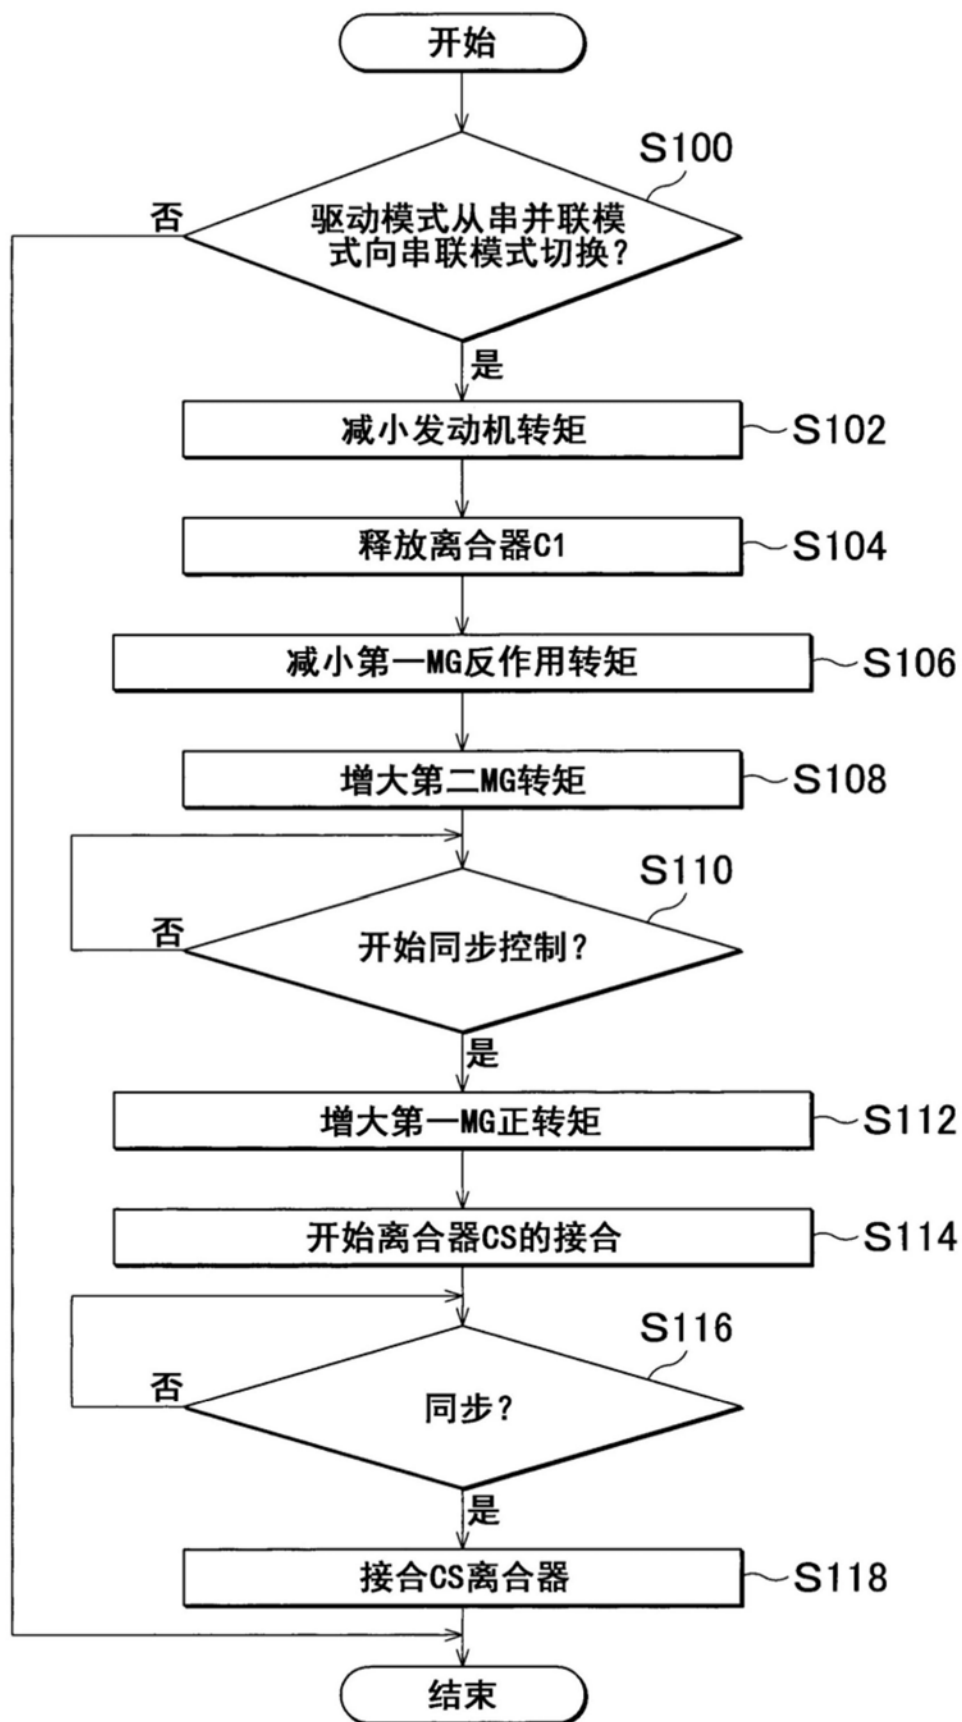 开始
S100
否
驱动模式从串并联模
式向串联模式切换？
是
减小发动机转矩
S102
释放离合器C1
S104
减小第一MG反作用转矩
S106
增大第二MG转矩
S108
S110
否
开始同步控制？
是
增大第一MG正转矩
S112
开始离合器CS的接合
S114
S116
否
同步？
是
接合CS离合器
S118
结束